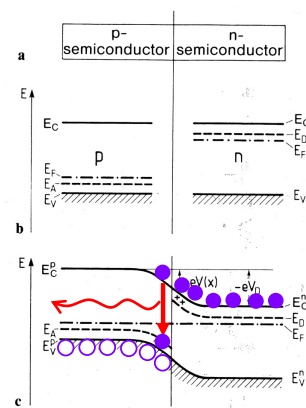 p-
semiconductor
n-
semiconductor
a
E
E_C
p
E_F
E_A
E_V
n
E_C
E_D
E_F
E_V
b
E
E_C^p
eV(x)
-eV_D
++
E_C^n
E_D
E_F
E_A
E_V^p
E_V^n
c